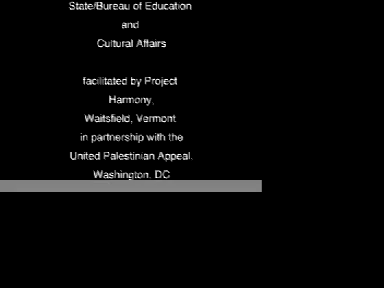 State/Bureau of Education
and
Cultural Affairs
facilitated by Project
Harmony,
Waitsfield, Vermont
in partnership with the
United Palestinian Appeal.
Washington, DC